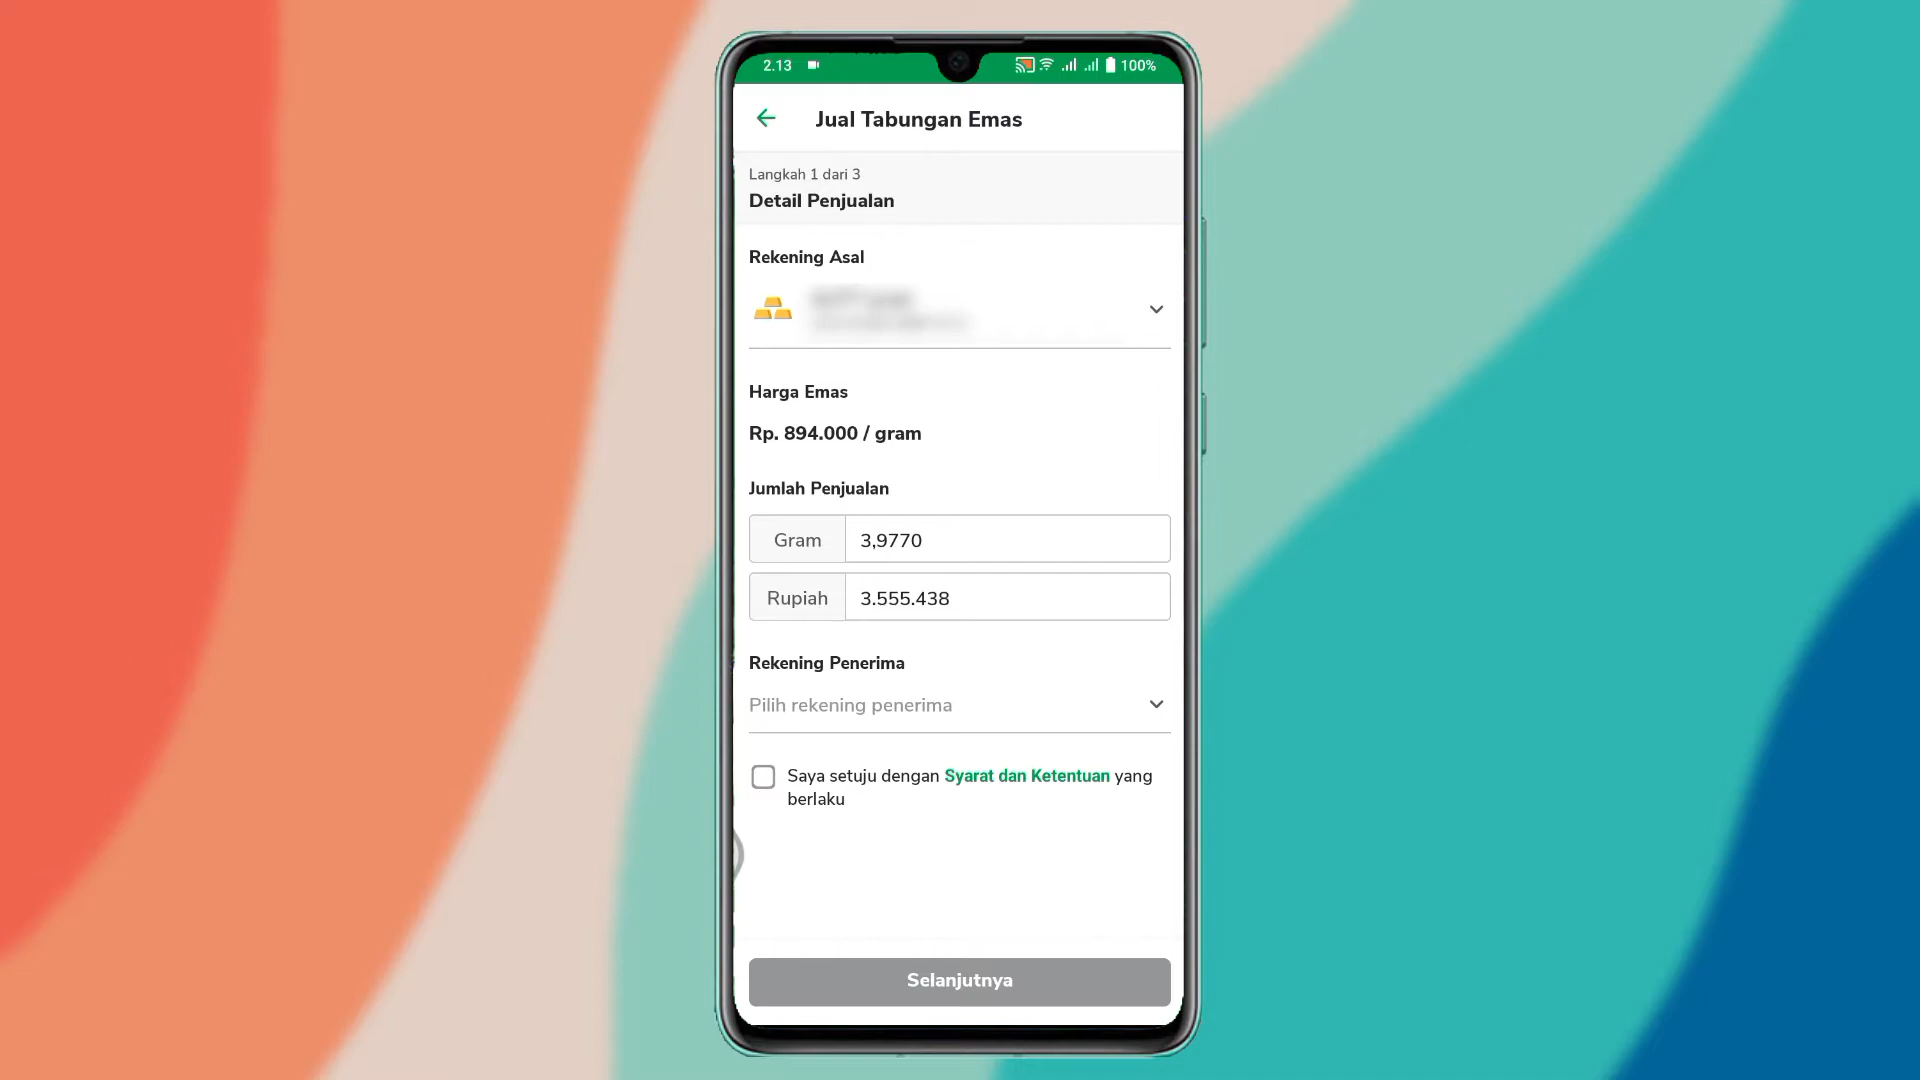 2.13
100%
Jual Tabungan Emas
Langkah 1 dari 3
Detail Penjualan
Rekening Asal
Harga Emas
Rp. 894.000 / gram
Jumlah Penjualan
Gram 3,9770
Rupiah 3.555.438
Rekening Penerima
Pilih rekening penerima
Saya setuju dengan Syarat dan Ketentuan yang
berlaku
Selanjutnya